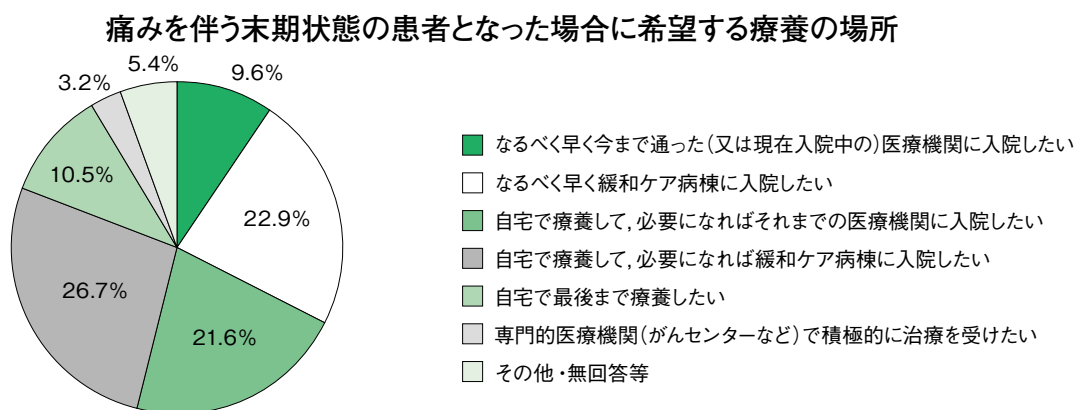 痛みを伴う末期状態の患者となった場合に希望する療養の場所
5.4%
9.6%
3.2%
10.5%
22.9%
26.7%
21.6%
なるべく早く今まで通った(又は現在入院中の)医療機関に入院したい
なるべく早く緩和ケア病棟に入院したい
自宅で療養して,必要になればそれまでの医療機関に入院したい
自宅で療養して,必要になれば緩和ケア病棟に入院したい
自宅で最後まで療養したい
専門的医療機関(がんセンターなど)で積極的に治療を受けたい
その他・無回答等